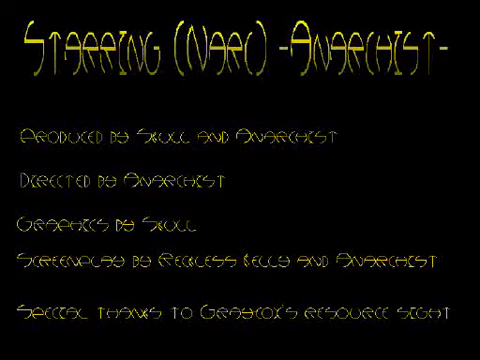 Starring (Narc) -Anarchist-
Produced by Skull and Anarchist
Directed by Anarchist
Graphics by Skull
Screenplay by Reckless Kelly and Anarchist
Special thanks to Graycox's resource sight